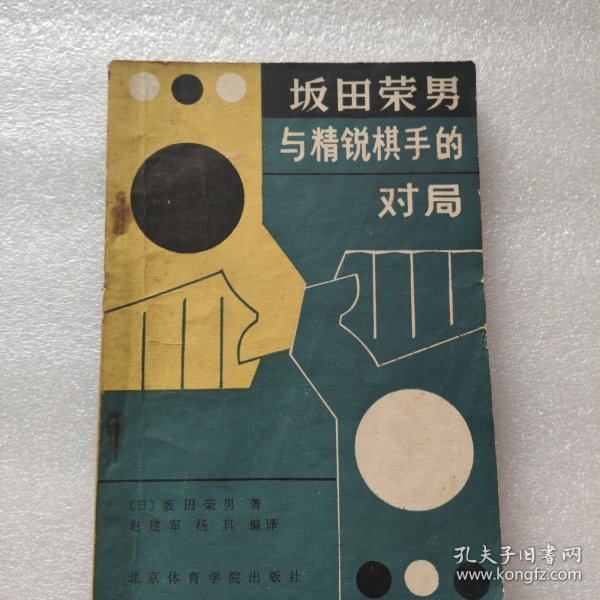 坂田荣男
与精锐棋手的
对局
〔日〕坂田荣男 著
赵建军 杨真 编译
北京体育学院出版社
孔夫子旧书网
www.kongfz.com